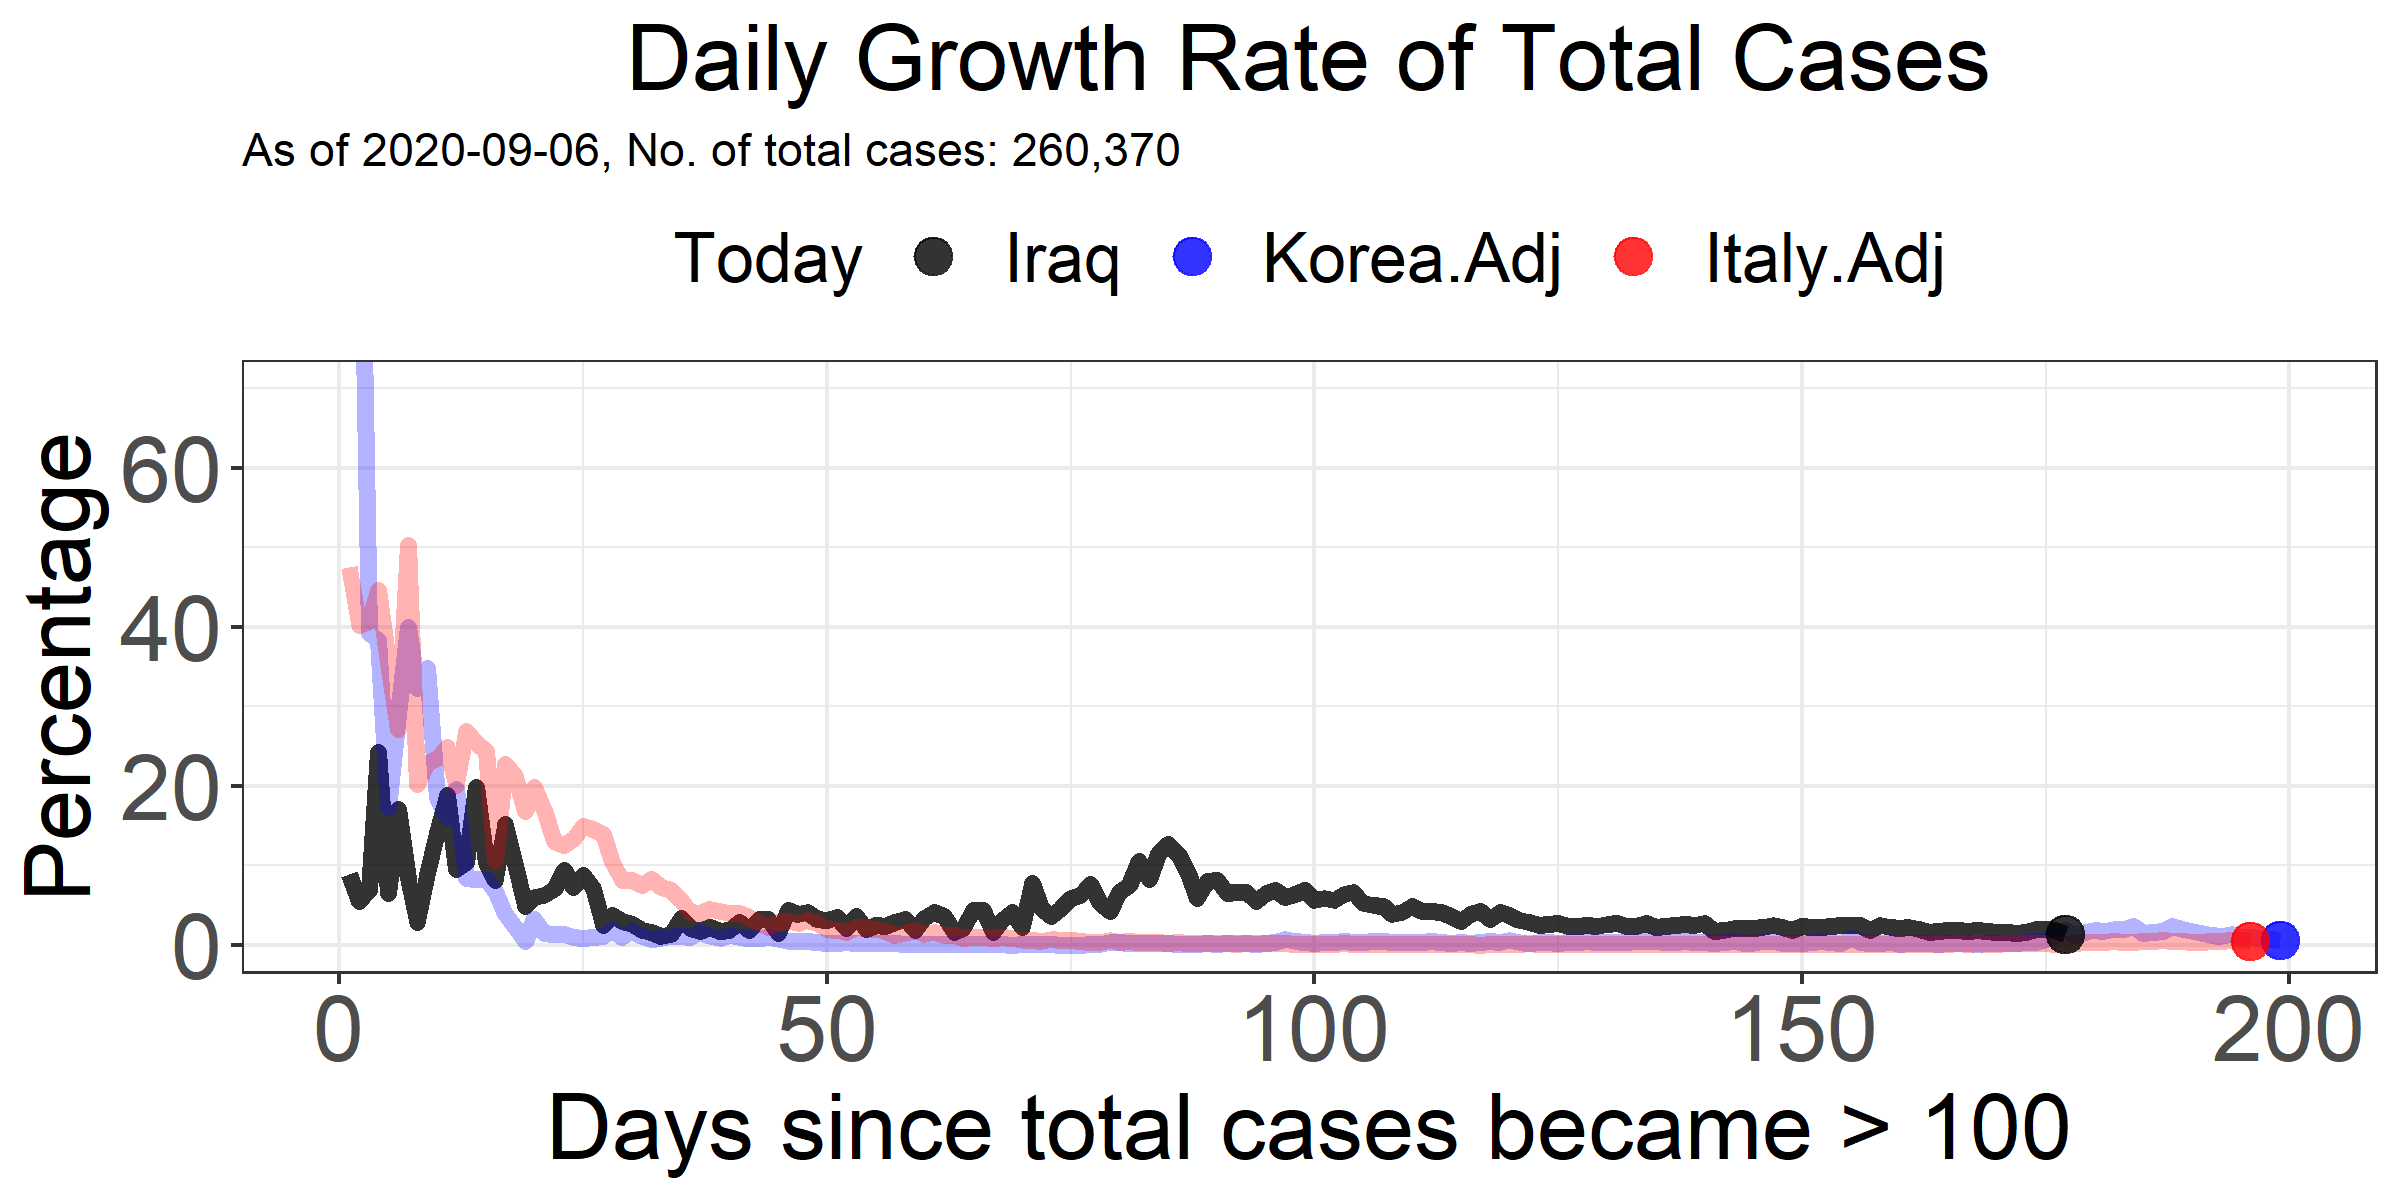 Daily Growth Rate of Total Cases
As of 2020-09-06, No. of total cases: 260,370
Today Iraq Korea.Adj Italy.Adj
Percentage
60
40
20
0
0 50 100 150 200
Days since total cases became > 100